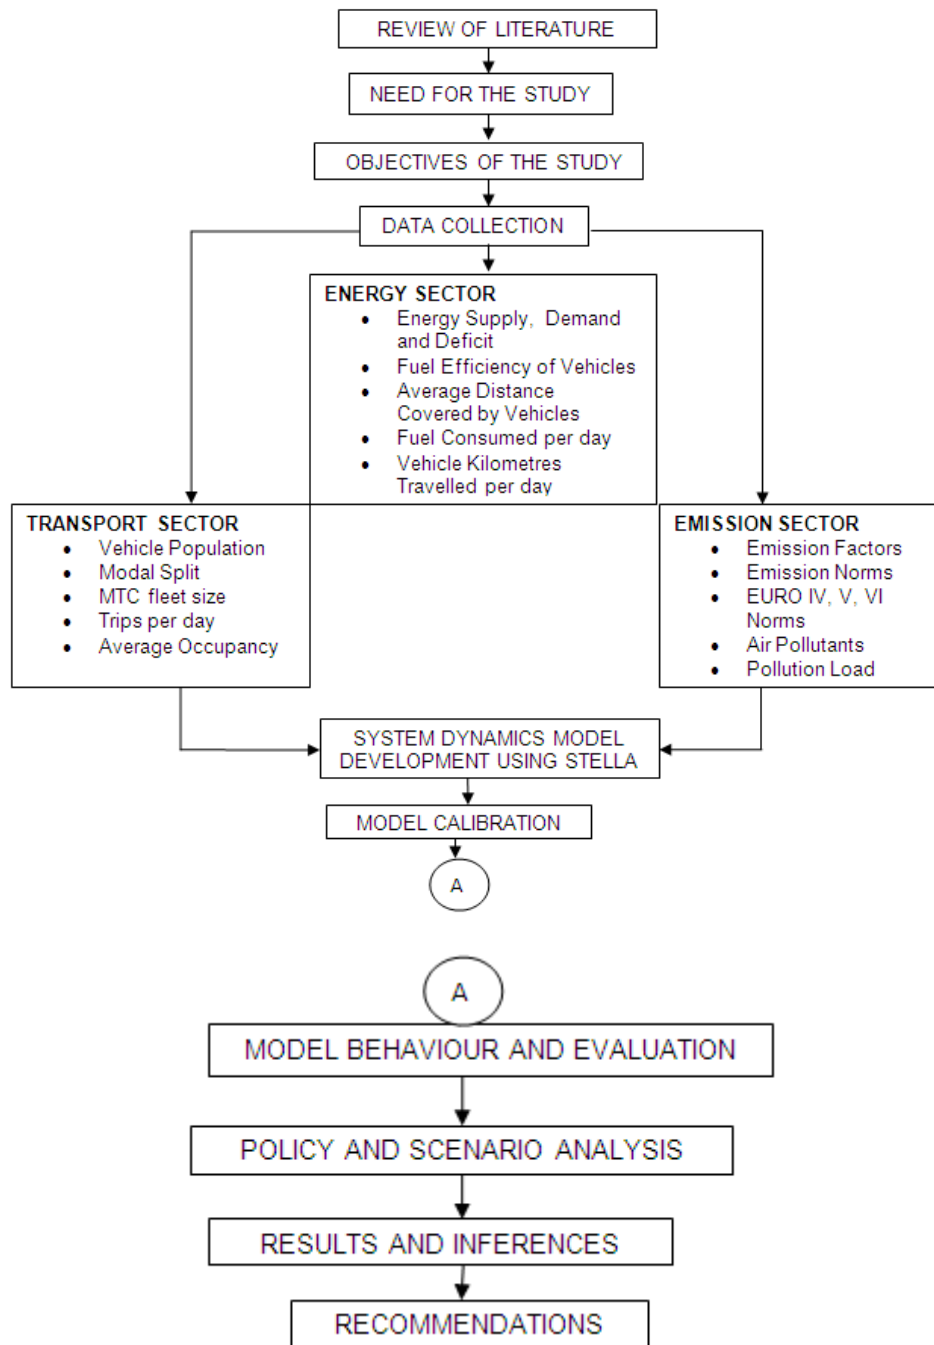 REVIEW OF LITERATURE
NEED FOR THE STUDY
OBJECTIVES OF THE STUDY
DATA COLLECTION
ENERGY SECTOR
• Energy Supply, Demand
and Deficit
• Fuel Efficiency of Vehicles
• Average Distance
Covered by Vehicles
• Fuel Consumed per day
• Vehicle Kilometres
Travelled per day
TRANSPORT SECTOR
• Vehicle Population
• Modal Split
• MTC fleet size
• Trips per day
• Average Occupancy
EMISSION SECTOR
• Emission Factors
• Emission Norms
• EURO IV, V, VI
Norms
• Air Pollutants
• Pollution Load
SYSTEM DYNAMICS MODEL
DEVELOPMENT USING STELLA
MODEL CALIBRATION
A
A
MODEL BEHAVIOUR AND EVALUATION
POLICY AND SCENARIO ANALYSIS
RESULTS AND INFERENCES
RECOMMENDATIONS